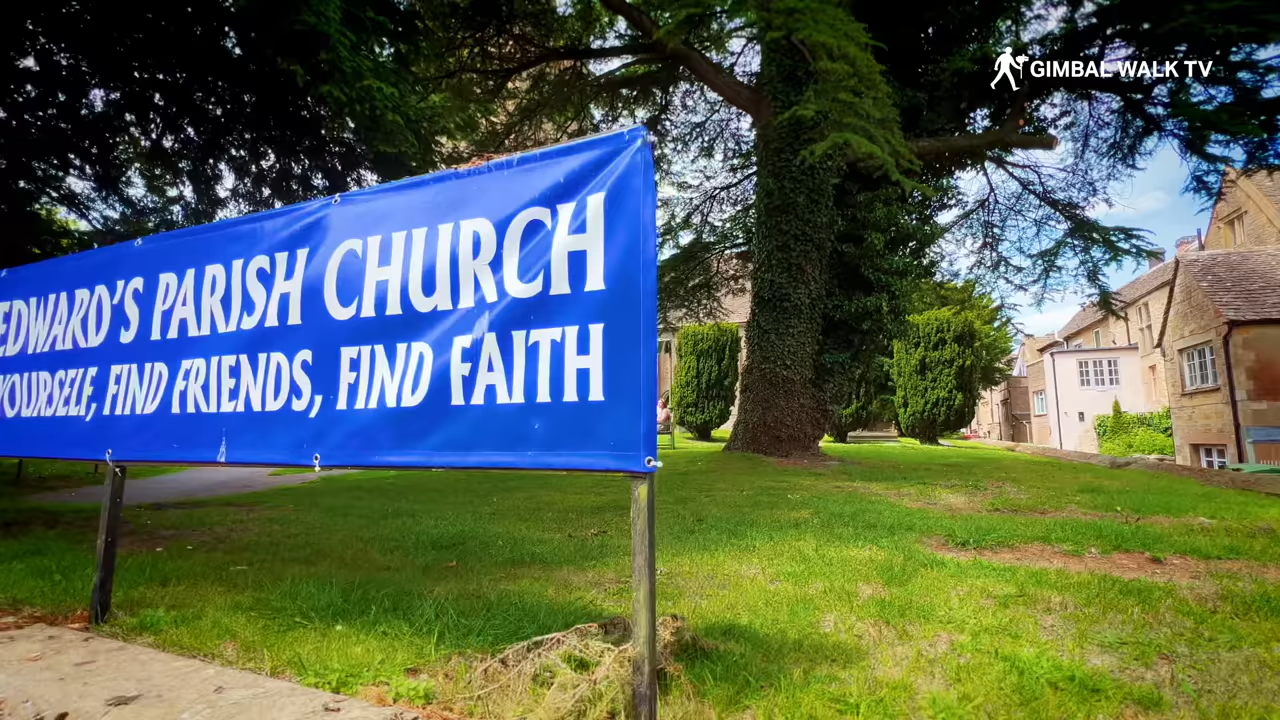 GIMBAL WALK TV
EDWARD'S PARISH CHURCH
YOURSELF, FIND FRIENDS, FIND FAITH